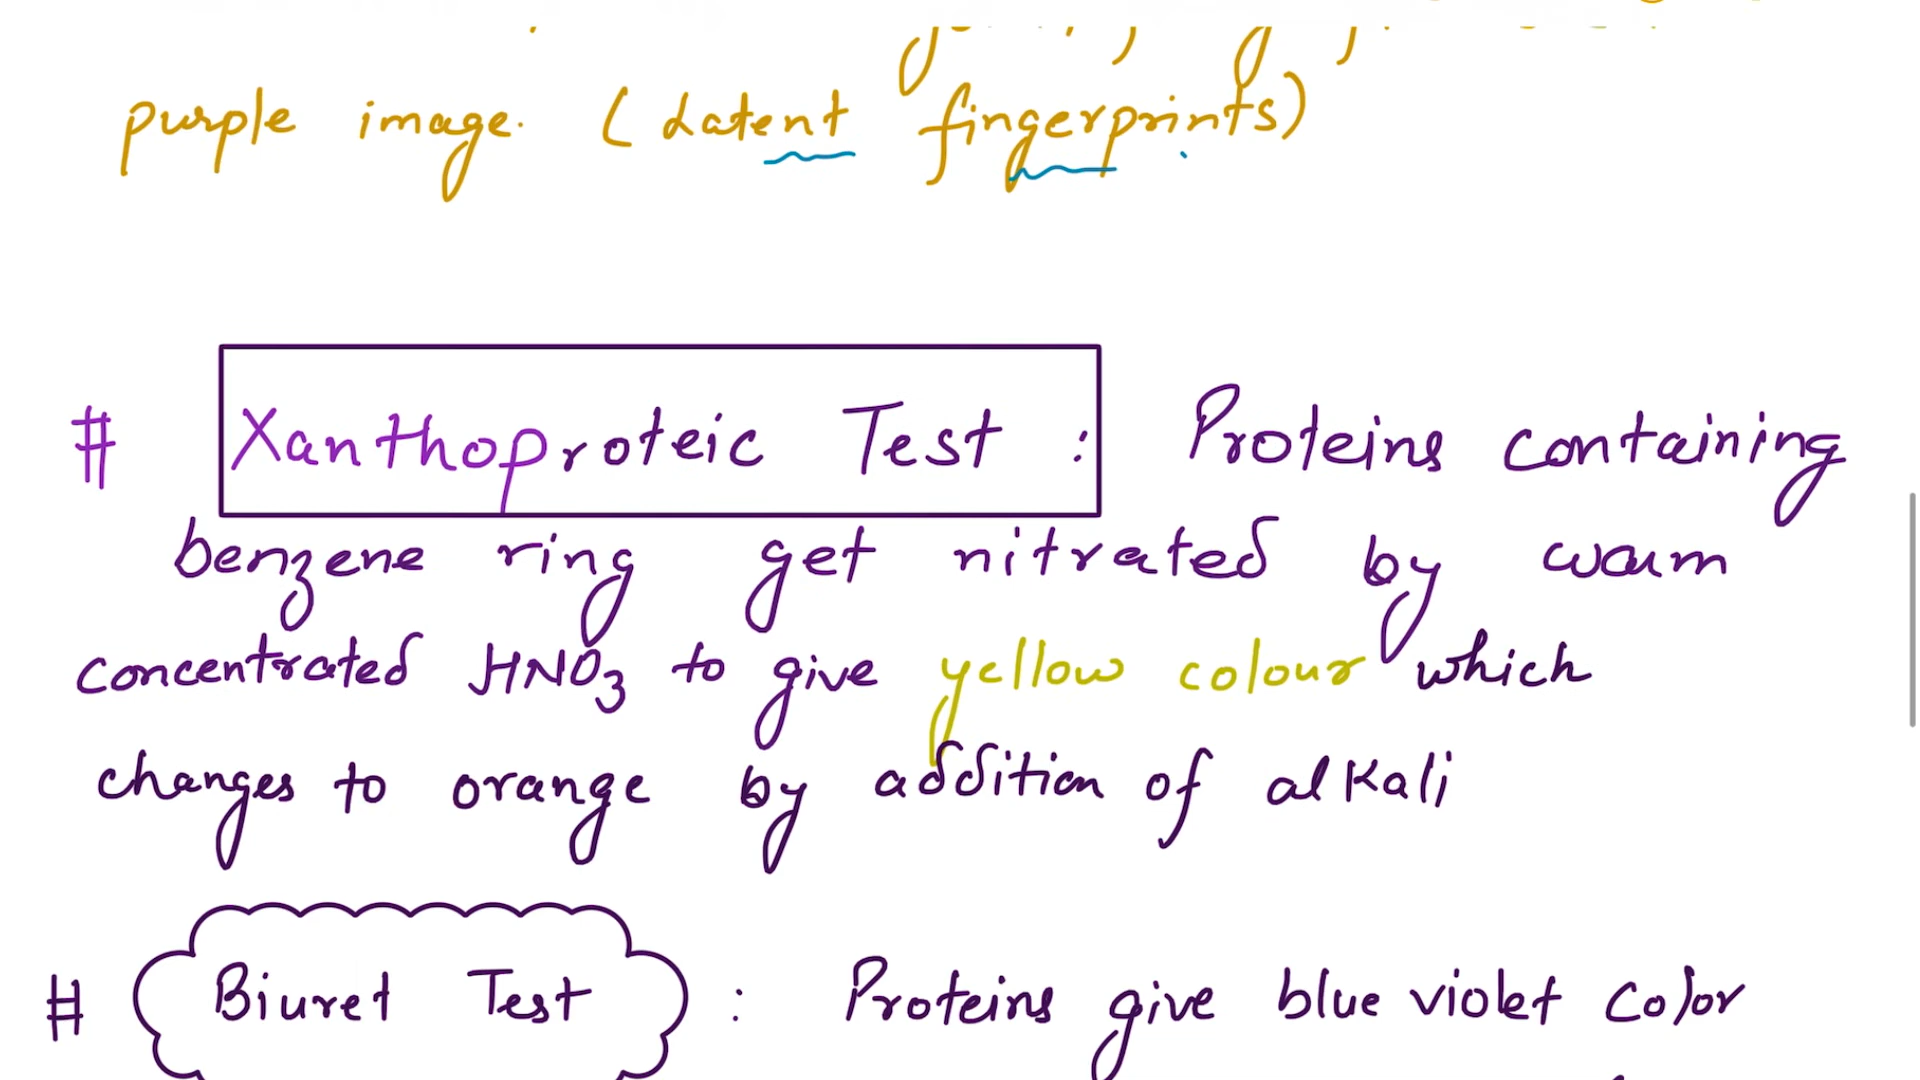 purple image. (Latent fingerprints)
# Xanthoproteic Test : Proteins containing
benzene ring get nitrated by warm
concentrated HNO3 to give yellow colour which
changes to orange by addition of alkali
# Biuret Test : Proteins give blue violet color